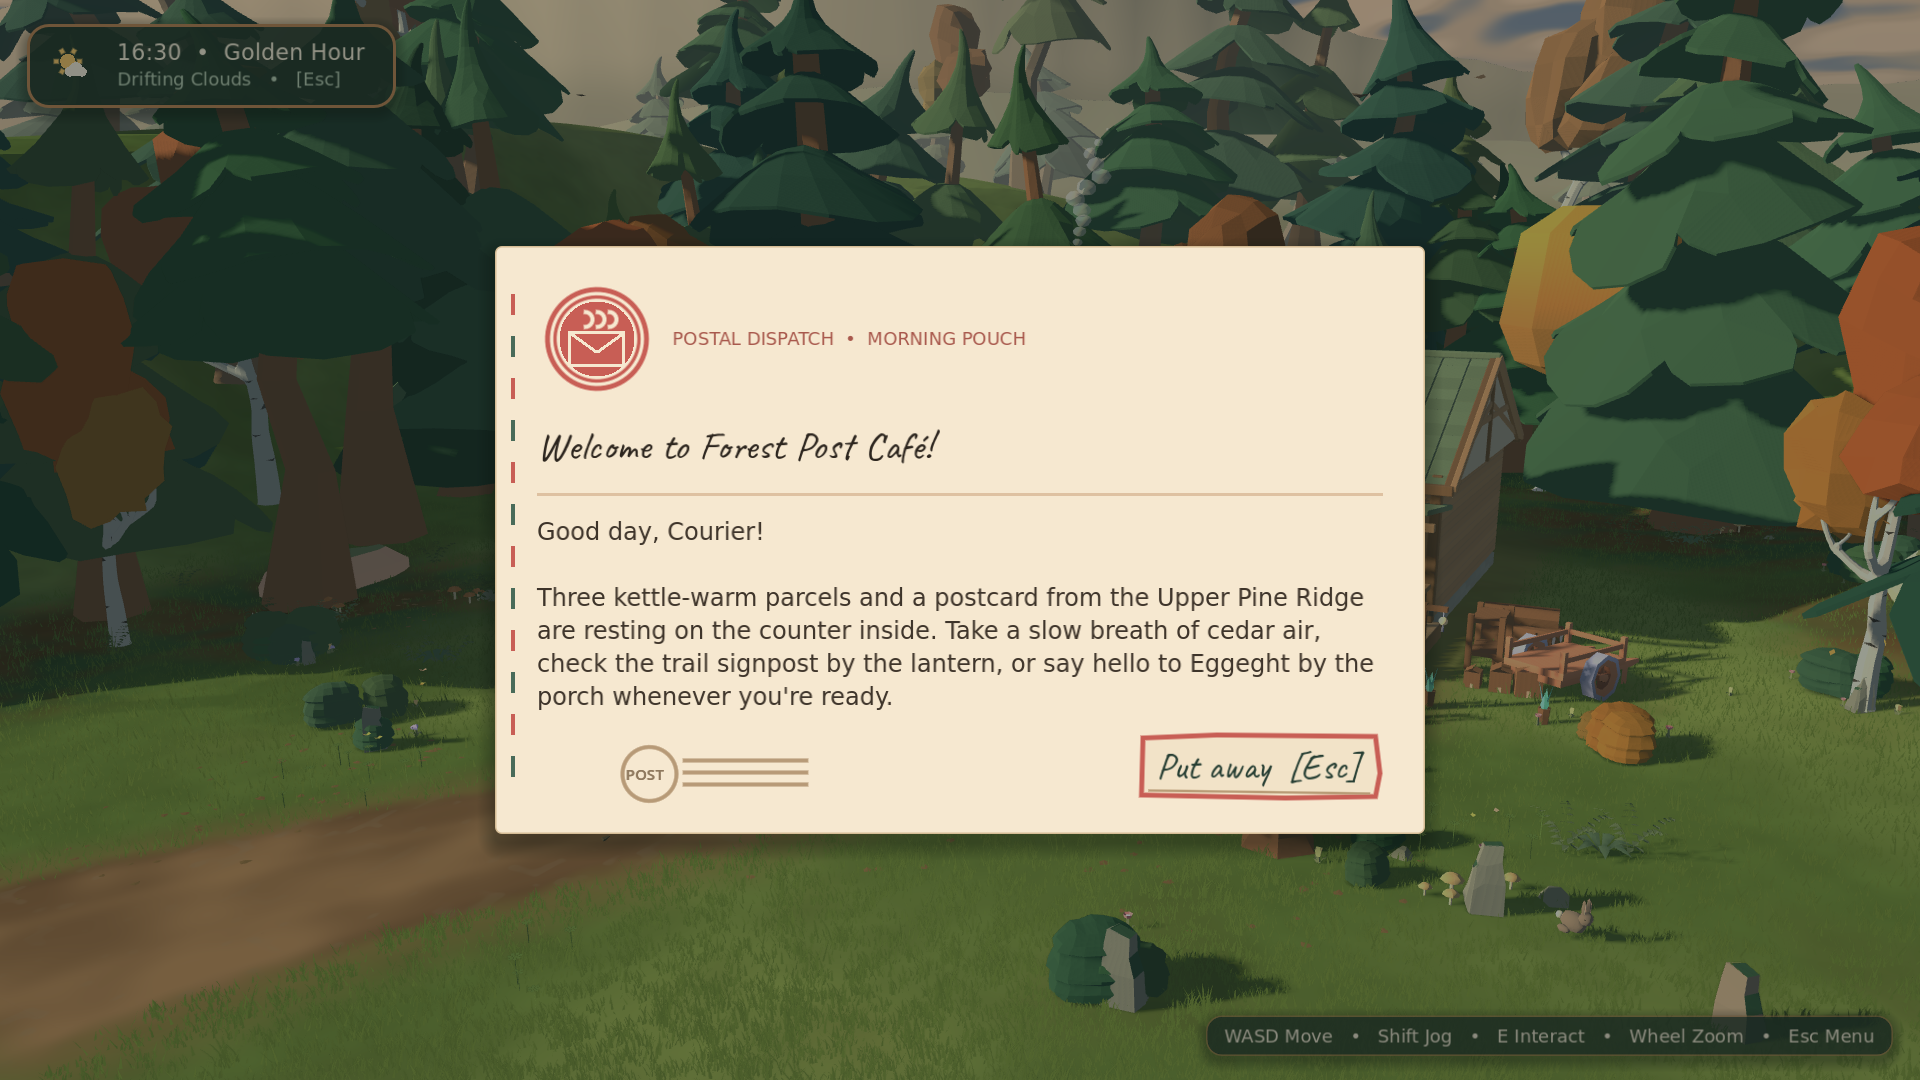 16:30 • Golden Hour
Drifting Clouds • [Esc]
POSTAL DISPATCH • MORNING POUCH
Welcome to Forest Post Café!
Good day, Courier!
Three kettle-warm parcels and a postcard from the Upper Pine Ridge
are resting on the counter inside. Take a slow breath of cedar air,
check the trail signpost by the lantern, or say hello to Eggeght by the
porch whenever you're ready.
POST
Put away [Esc]
WASD Move • Shift Jog • E Interact • Wheel Zoom • Esc Menu